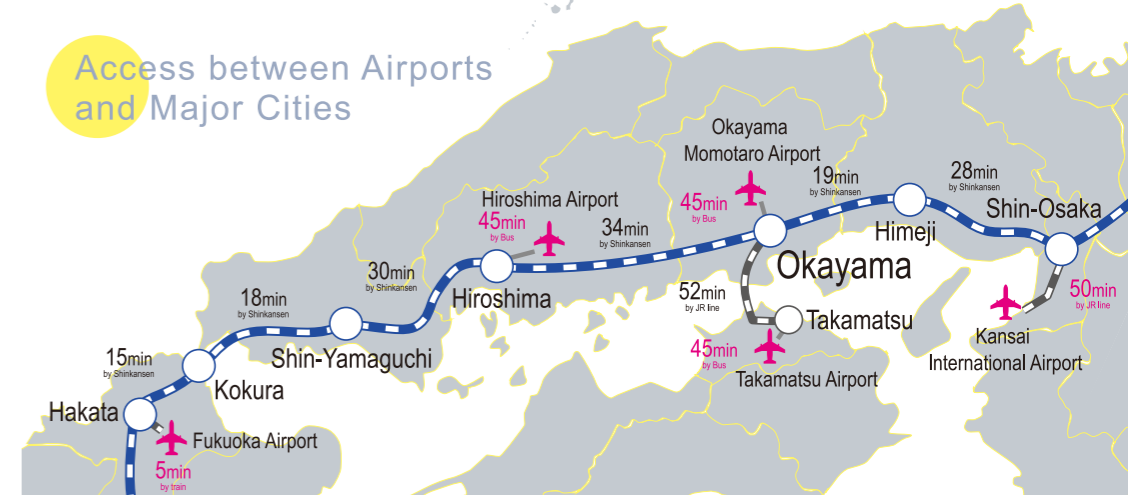 Access between Airports
and Major Cities
Okayama
Momotaro Airport
45min
by Bus
19min
by Shinkansen
28min
by Shinkansen
Shin-Osaka
Himeji
Hiroshima Airport
45min
by Bus
34min
by Shinkansen
Okayama
30min
by Shinkansen
Hiroshima
52min
by JR line
Takamatsu
45min
by Bus
Takamatsu Airport
50min
by JR line
Kansai
International Airport
18min
by Shinkansen
Shin-Yamaguchi
15min
by Shinkansen
Kokura
Hakata
Fukuoka Airport
5min
by train